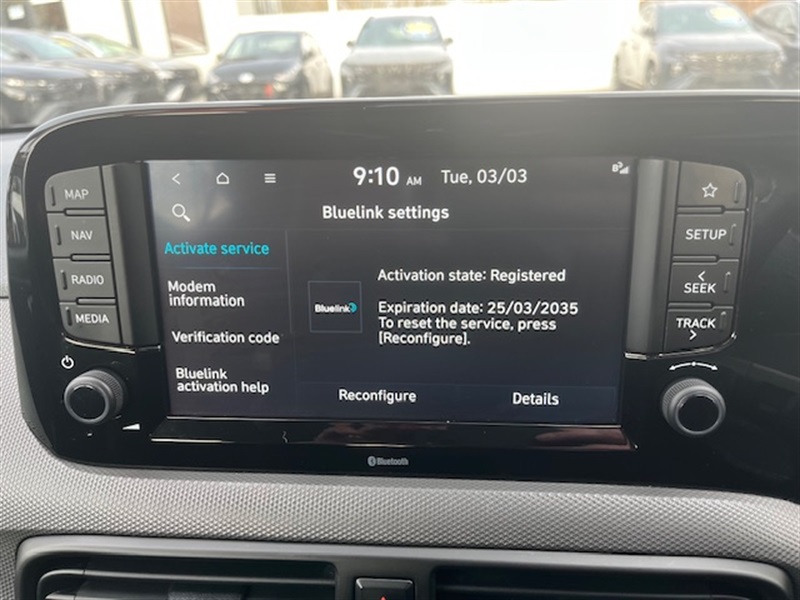 MAP
NAV
RADIO
MEDIA
9:10 AM Tue, 03/03
Bluelink settings
Activate service
Modem
information
Verification code
Bluelink
activation help
Bluelink
Activation state: Registered
Expiration date: 25/03/2035
To reset the service, press
[Reconfigure].
Reconfigure
Details
SETUP
SEEK
TRACK
Bluetooth